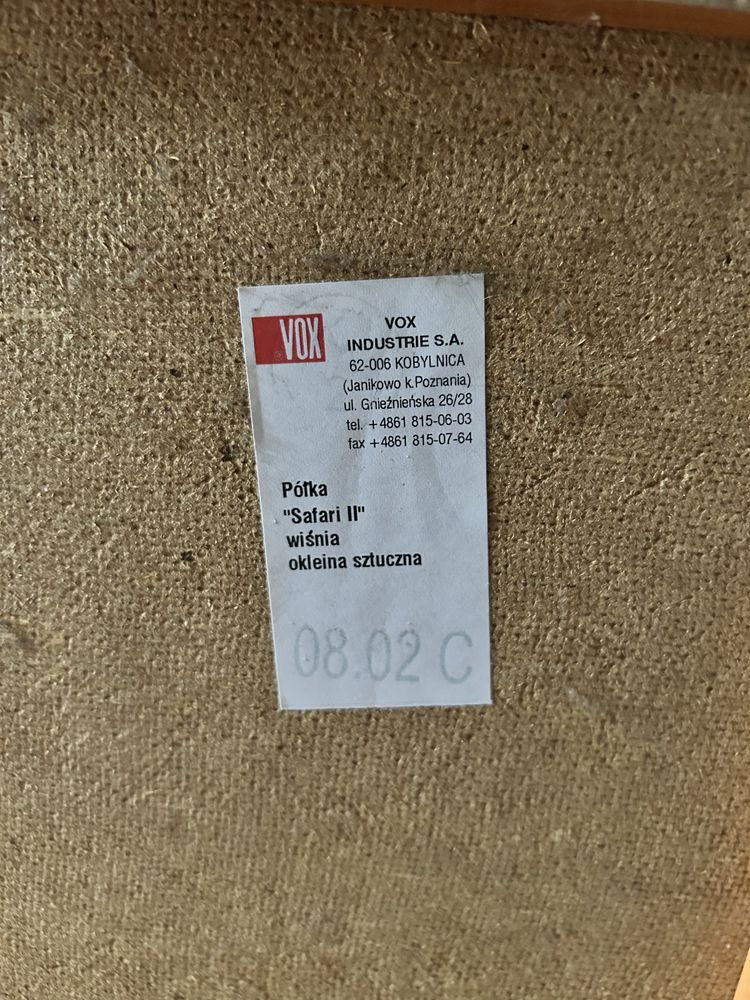 VOX
VOX
INDUSTRIE S.A.
62-006 KOBYLNICA
(Janikowo k.Poznania)
ul. Gnieźnieńska 26/28
tel. +4861 815-06-03
fax +4861 815-07-64
Półka
"Safari II"
wiśnia
okleina sztuczna
08.02 C